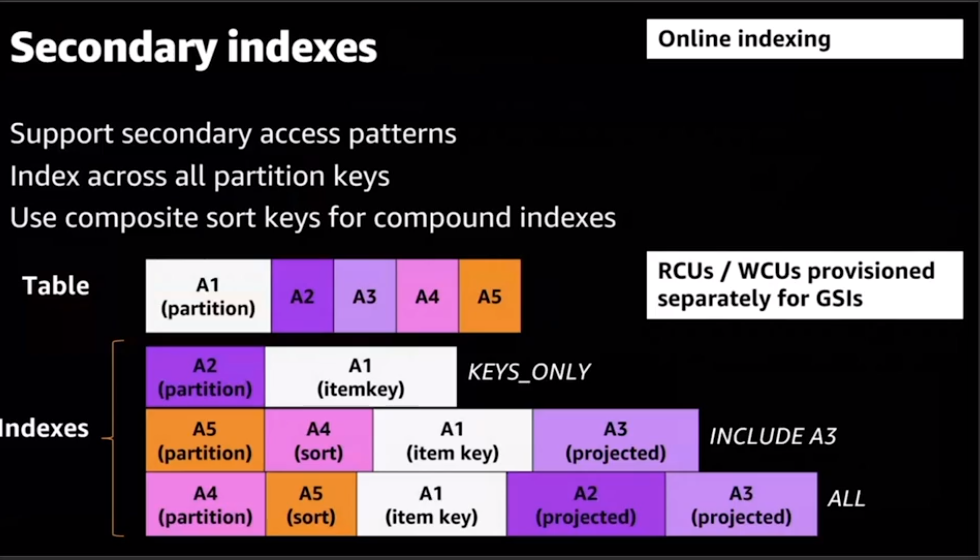 Secondary indexes
Online indexing
Support secondary access patterns
Index across all partition keys
Use composite sort keys for compound indexes
RCUs / WCUs provisioned
separately for GSIs
Table
A1
(partition)
A2
A3
A4
A5
Indexes
A2
(partition)
A1
(itemkey)
KEYS_ONLY
A5
(partition)
A4
(sort)
A1
(item key)
A3
(projected)
INCLUDE A3
A4
(partition)
A5
(sort)
A1
(item key)
A2
(projected)
A3
(projected)
ALL